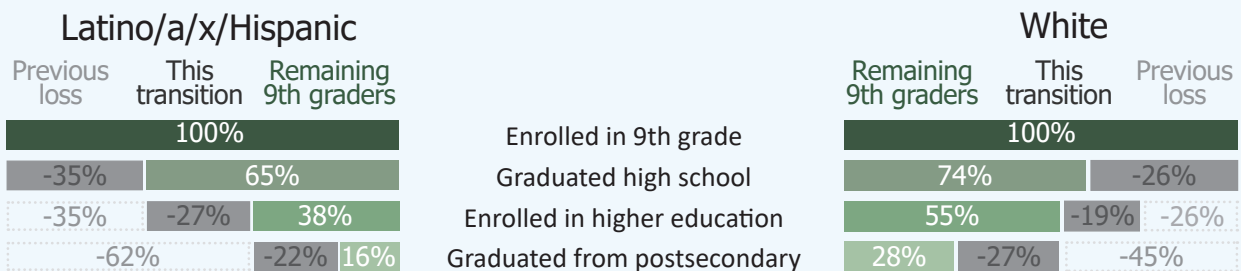 Latino/a/x/Hispanic White
Previous loss This transition Remaining 9th graders Remaining 9th graders This transition Previous loss
100% Enrolled in 9th grade 100%
-35% 65% Graduated high school 74% -26%
-35% -27% 38% Enrolled in higher education 55% -19% -26%
-62% -22% 16% Graduated from postsecondary 28% -27% -45%